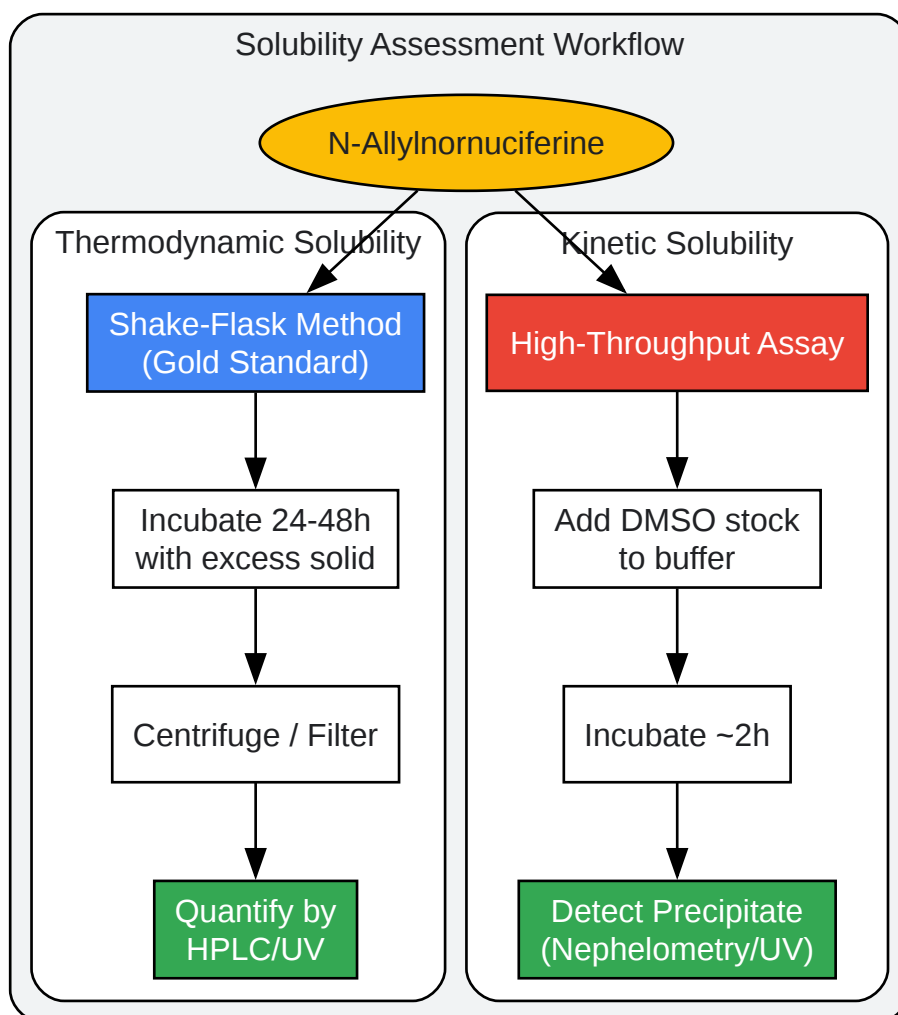 Solubility Assessment Workflow
N-Allylnornuciferine
Thermodynamic Solubility
Shake-Flask Method
(Gold Standard)
Incubate 24-48h
with excess solid
Centrifuge / Filter
Quantify by
HPLC/UV
Kinetic Solubility
High-Throughput Assay
Add DMSO stock
to buffer
Incubate ~2h
Detect Precipitate
(Nephelometry/UV)